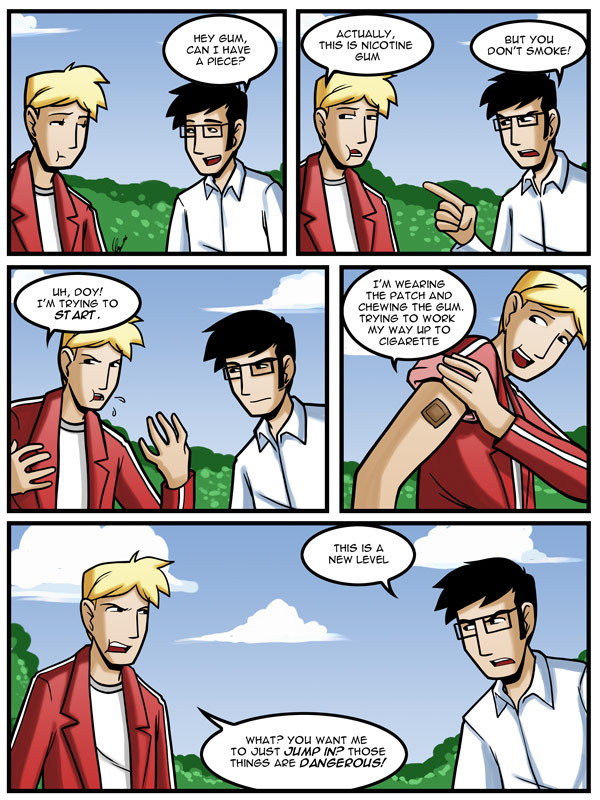 HEY GUM,
CAN I HAVE
A PIECE?
ACTUALLY,
THIS IS NICOTINE
GUM
BUT YOU
DON'T SMOKE!
UH, DOY!
I'M TRYING TO
START.
I'M WEARING
THE PATCH AND
CHEWING THE GUM.
TRYING TO WORK
MY WAY UP TO
CIGARETTE
THIS IS A
NEW LEVEL
WHAT? YOU WANT ME
TO JUST JUMP IN? THOSE
THINGS ARE DANGEROUS!